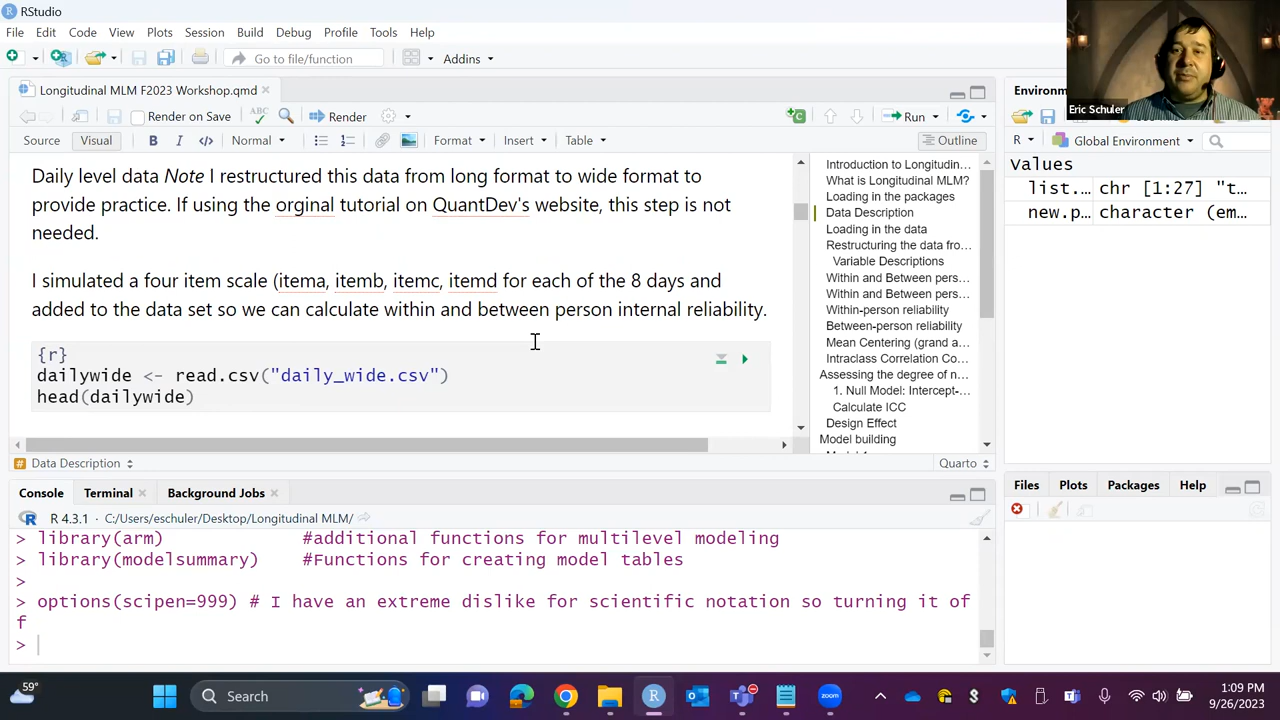 RStudio
File Edit Code View Plots Session Build Debug Profile Tools Help
Go to file/function
Addins
Longitudinal MLM F2023 Workshop.qmd
Environ
Eric Schuler
Render on Save
Render
Run
Source Visual
B I </> Normal
Format Insert Table
Outline
R
Global Environment
Values
list.… chr [1:27] "t…
new.p… character (em…
Daily level data Note I restructured this data from long format to wide format to
provide practice. If using the orginal tutorial on QuantDev's website, this step is not
needed.
I simulated a four item scale (itema, itemb, itemc, itemd for each of the 8 days and
added to the data set so we can calculate within and between person internal reliability.
{r}
dailywide <- read.csv("daily_wide.csv")
head(dailywide)
Introduction to Longitudin…
What is Longitudinal MLM?
Loading in the packages
Data Description
Loading in the data
Restructuring the data fro…
Variable Descriptions
Within and Between pers…
Within and Between pers…
Within-person reliability
Between-person reliability
Mean Centering (grand a…
Intraclass Correlation Co…
Assessing the degree of n…
1. Null Model: Intercept-…
Calculate ICC
Design Effect
Model building
# Data Description
Quarto
Console Terminal Background Jobs
R 4.3.1 · C:/Users/eschuler/Desktop/Longitudinal MLM/
> library(arm) #additional functions for multilevel modeling
> library(modelsummary) #Functions for creating model tables
>
> options(scipen=999) # I have an extreme dislike for scientific notation so turning it of
f
>
Files Plots Packages Help
59°
Search
zoom
1:09 PM
9/26/2023